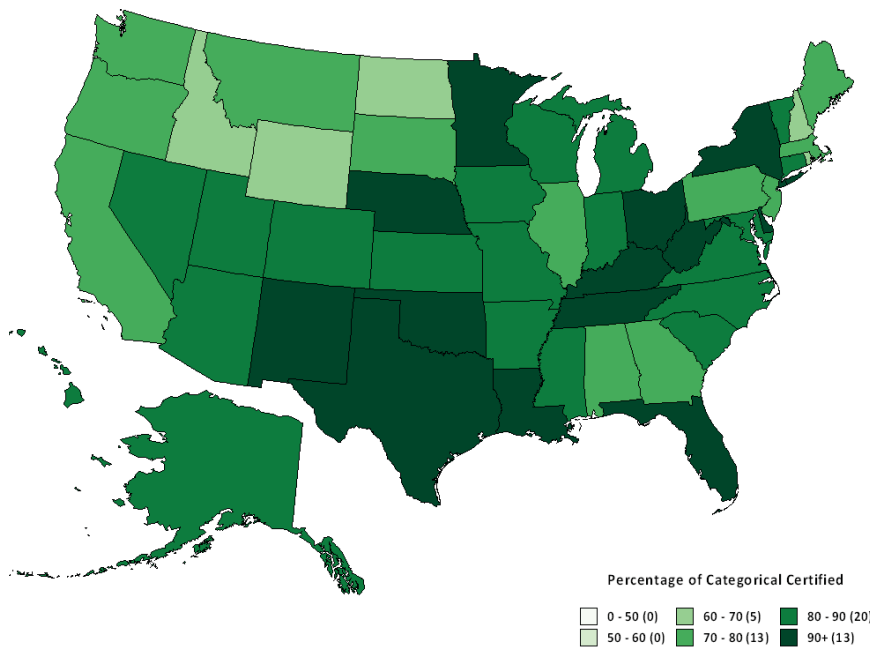 Percentage of Categorical Certified
0 - 50 (0) 60 - 70 (5) 80 - 90 (20)
50 - 60 (0) 70 - 80 (13) 90+ (13)